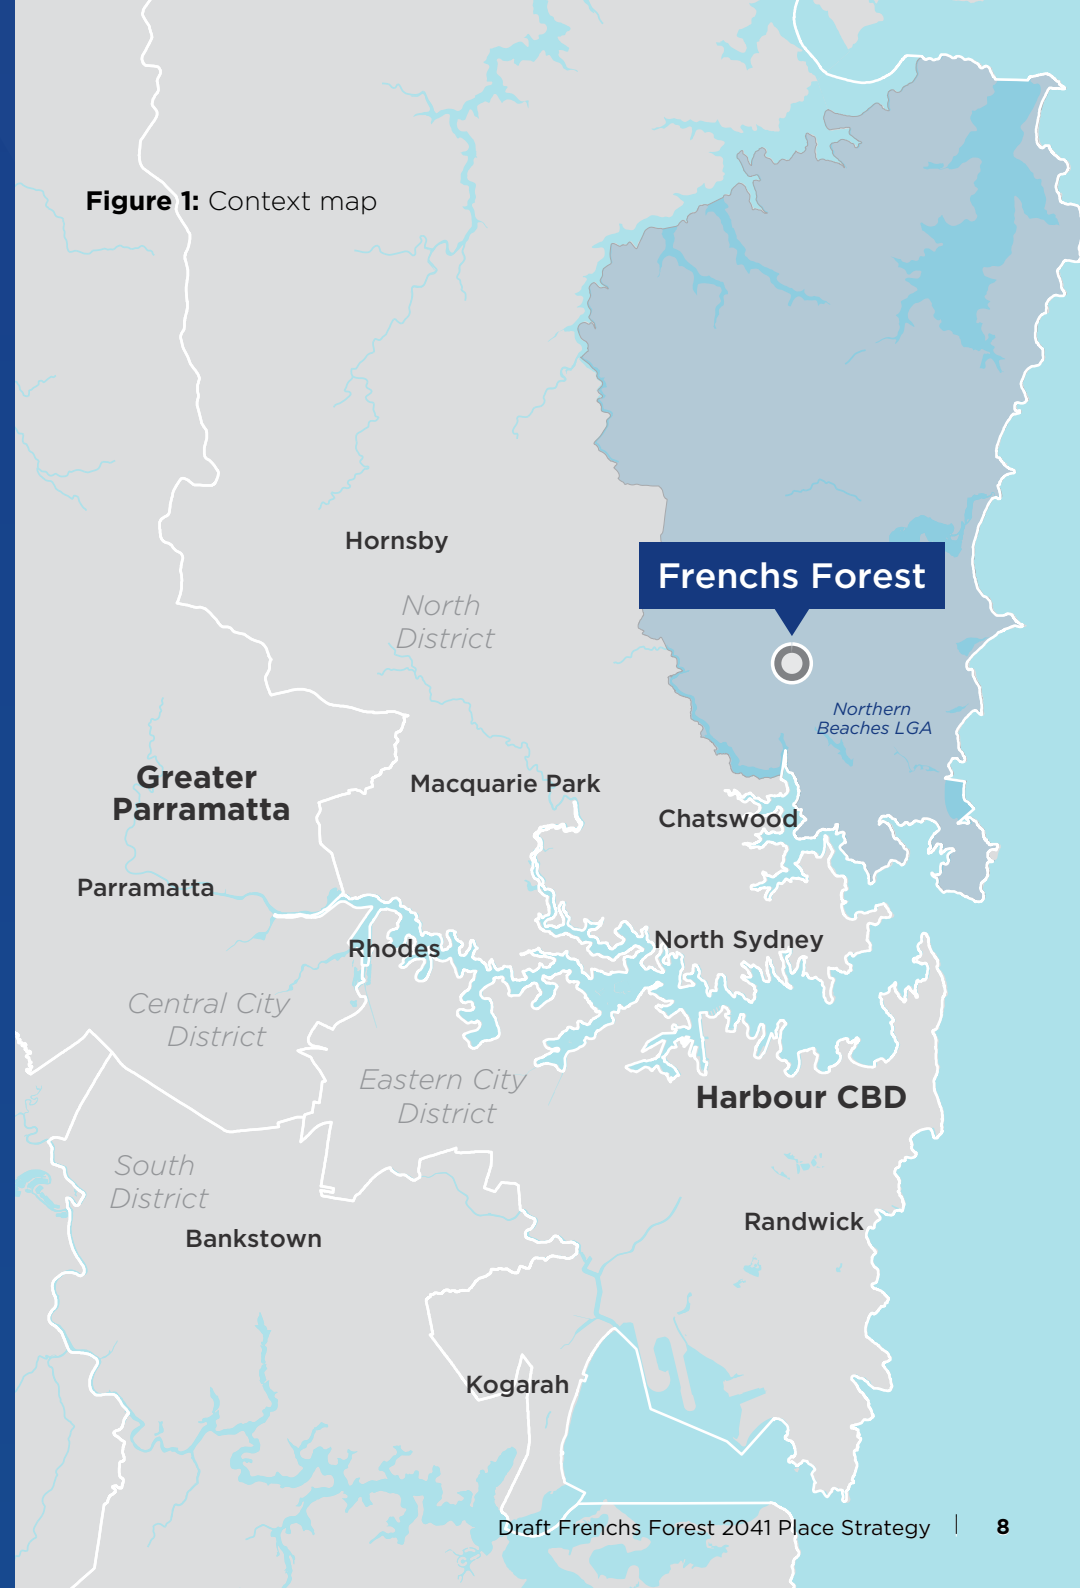 Figure 1: Context map
Hornsby
North
District
Frenchs Forest
Northern
Beaches LGA
Greater
Parramatta
Macquarie Park
Chatswood
Parramatta
Rhodes
North Sydney
Central City
District
Eastern City
District
Harbour CBD
South
District
Bankstown
Randwick
Kogarah
Draft Frenchs Forest 2041 Place Strategy | 8